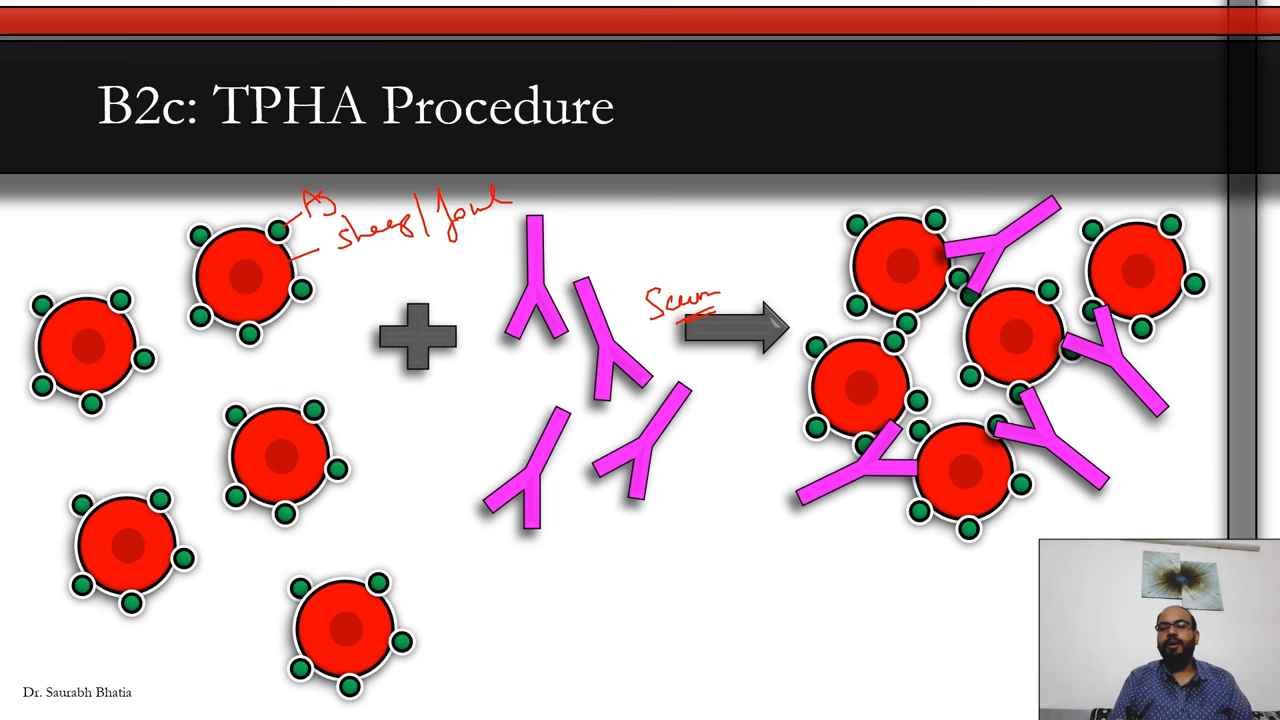 B2c: TPHA Procedure
Ag
sheep/fowl
Serum
Dr. Saurabh Bhatia